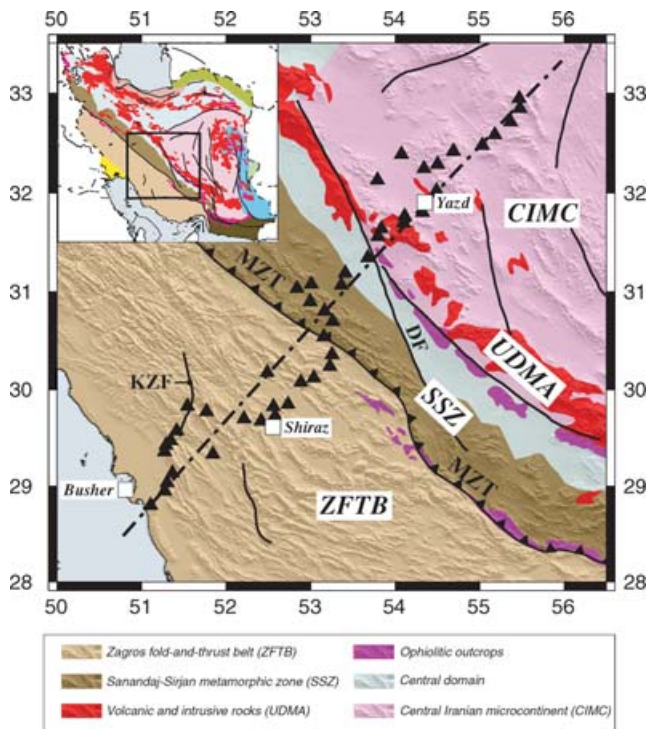 33
32
31
30
29
28
33
32
31
30
29
28
50 51 52 53 54 55 56
50 51 52 53 54 55 56
Yazd
CIMC
MZT
DF
UDMA
KZF
SSZ
Shiraz
MZT
Busher
ZFTB
Zagros fold-and-thrust belt (ZFTB)
Sanandaj-Sirjan metamorphic zone (SSZ)
Volcanic and intrusive rocks (UDMA)
Ophiolitic outcrops
Central domain
Central Iranian microcontinent (CIMC)